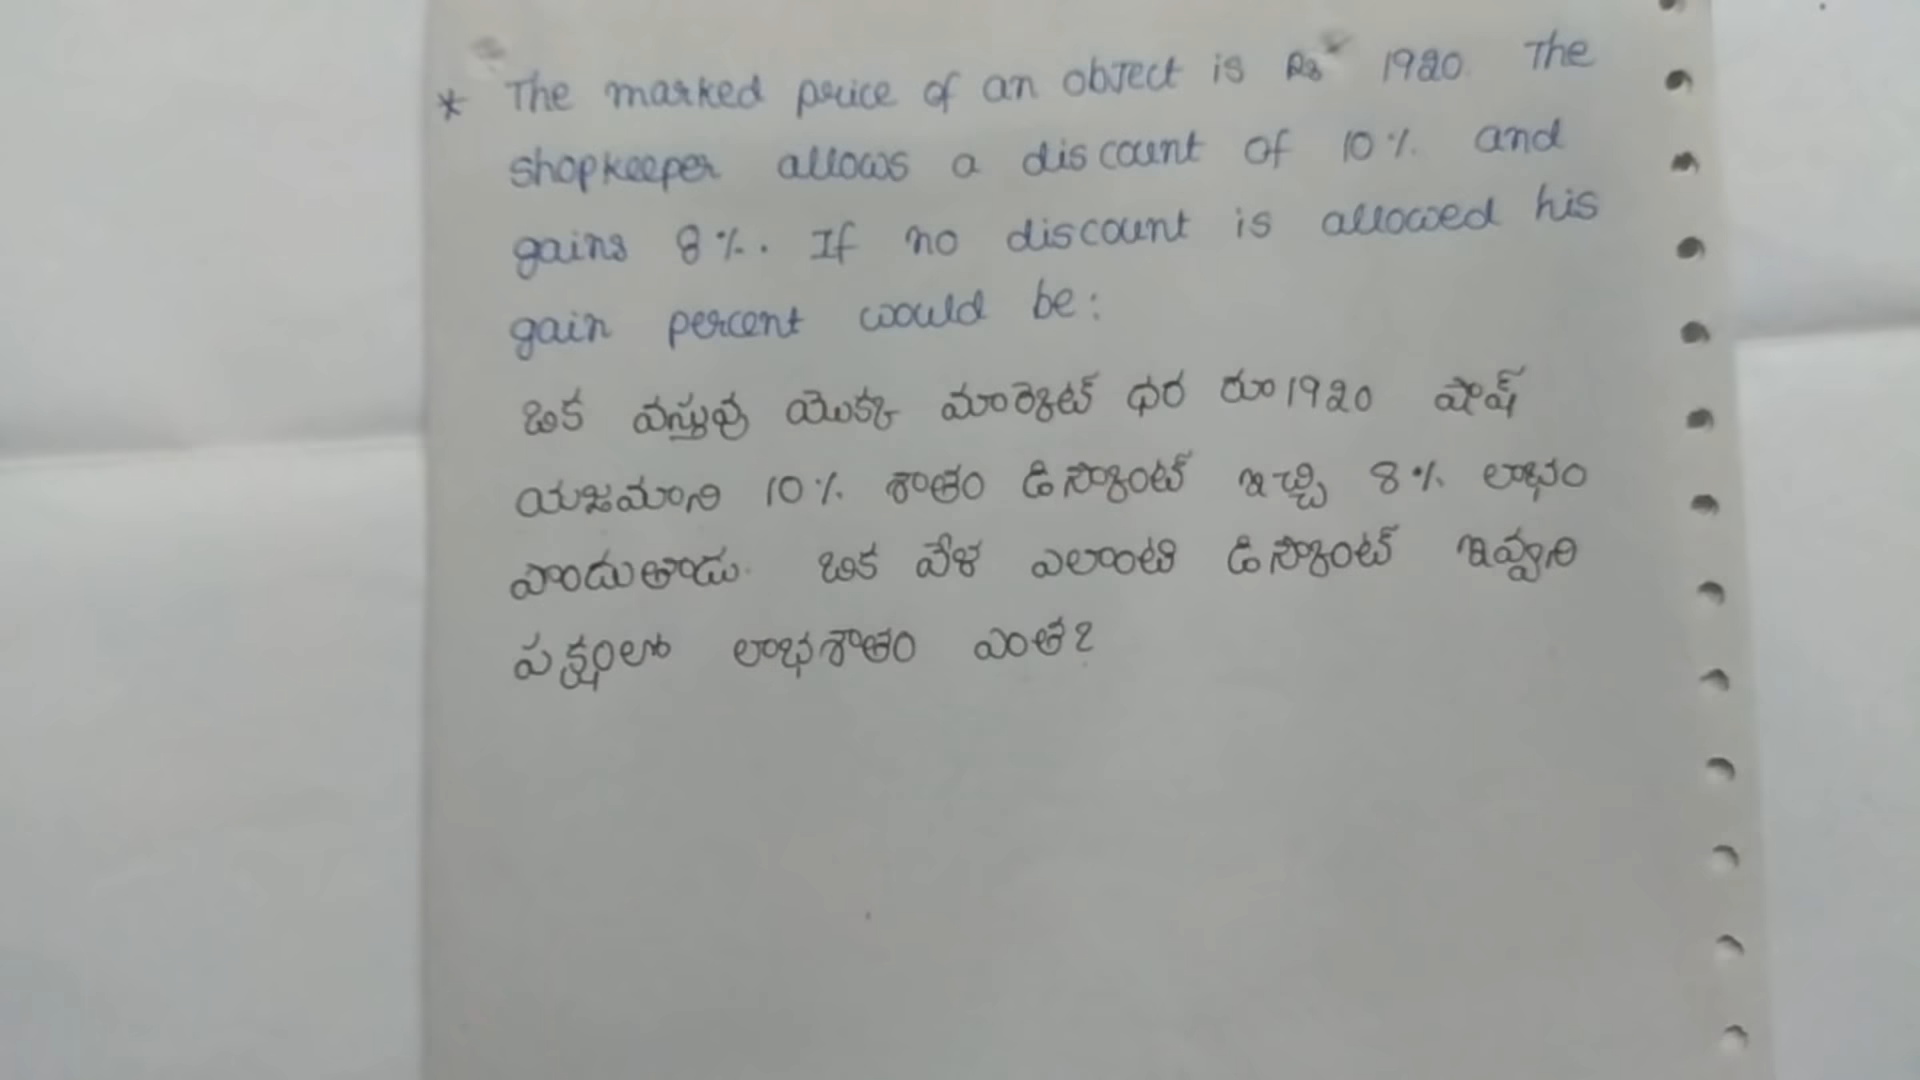 * The marked price of an object is Rs 1920 The
shopkeeper allows a discount of 10% and
gains 8%. If no discount is allowed his
gain percent would be:
ఒక వస్తువు యొక్క మార్కెట్ ధర రూ 1920 షాప్
యజమాని 10% శాతం డిస్కౌంట్ ఇచ్చి 8% లాభం
పొందుతాడు. ఒక వేళ ఎలాంటి డిస్కౌంట్ ఇవ్వని
పక్షంలో లాభశాతం ఎంత?